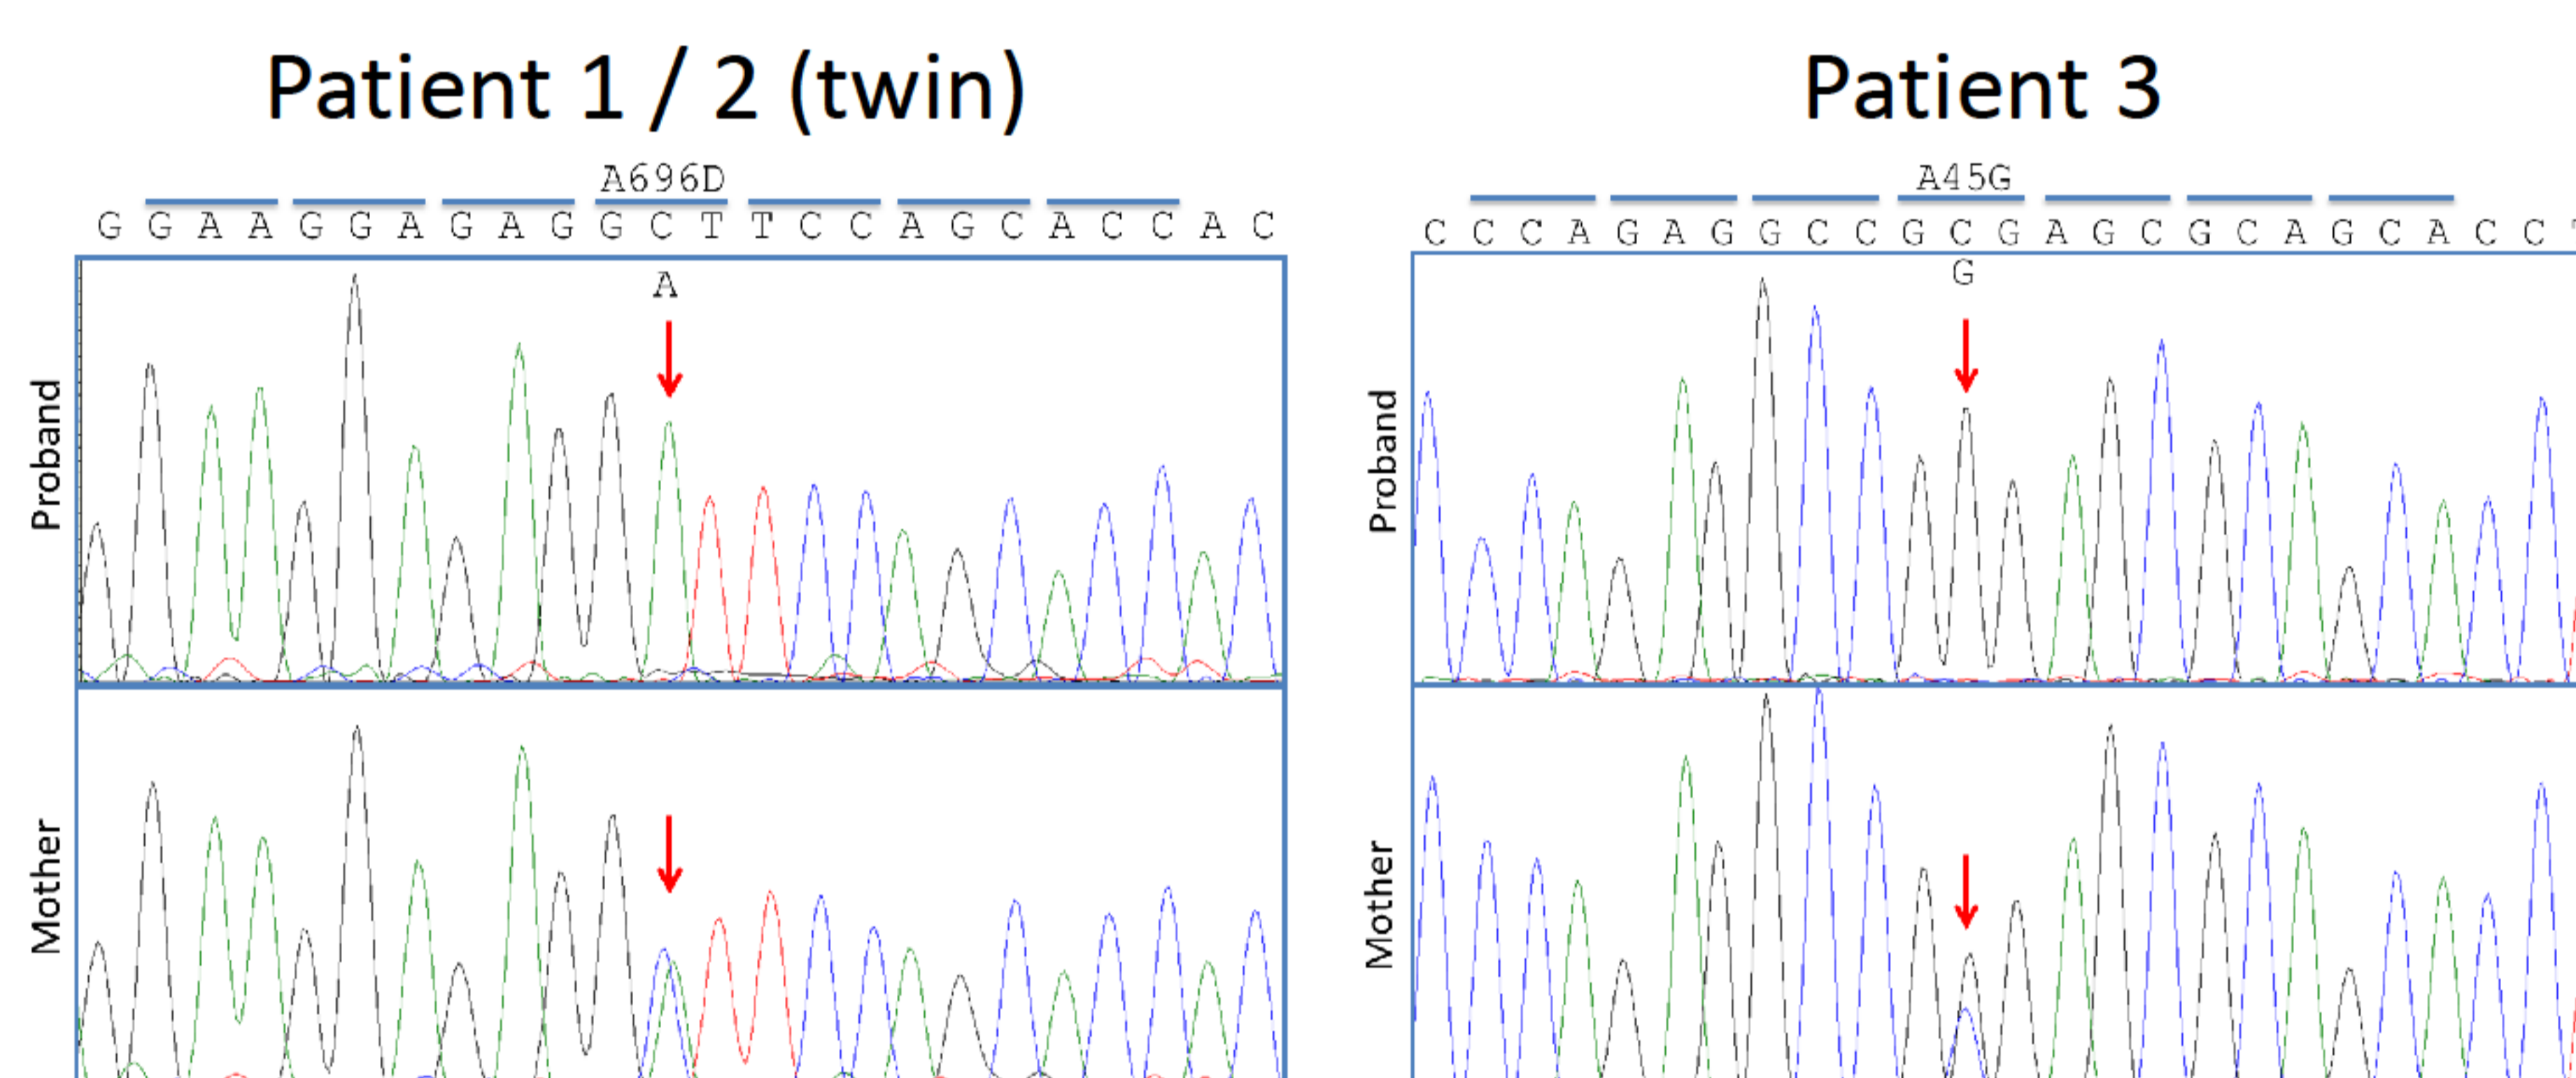 Patient 1 / 2 (twin)
A696D
G G A A G G A G A G G C T T C C A G C A C C A C
A
Proband
Mother
Patient 3
A45G
C C C A G A G G C C G C G A G C G C A G C A C C
G
Proband
Mother